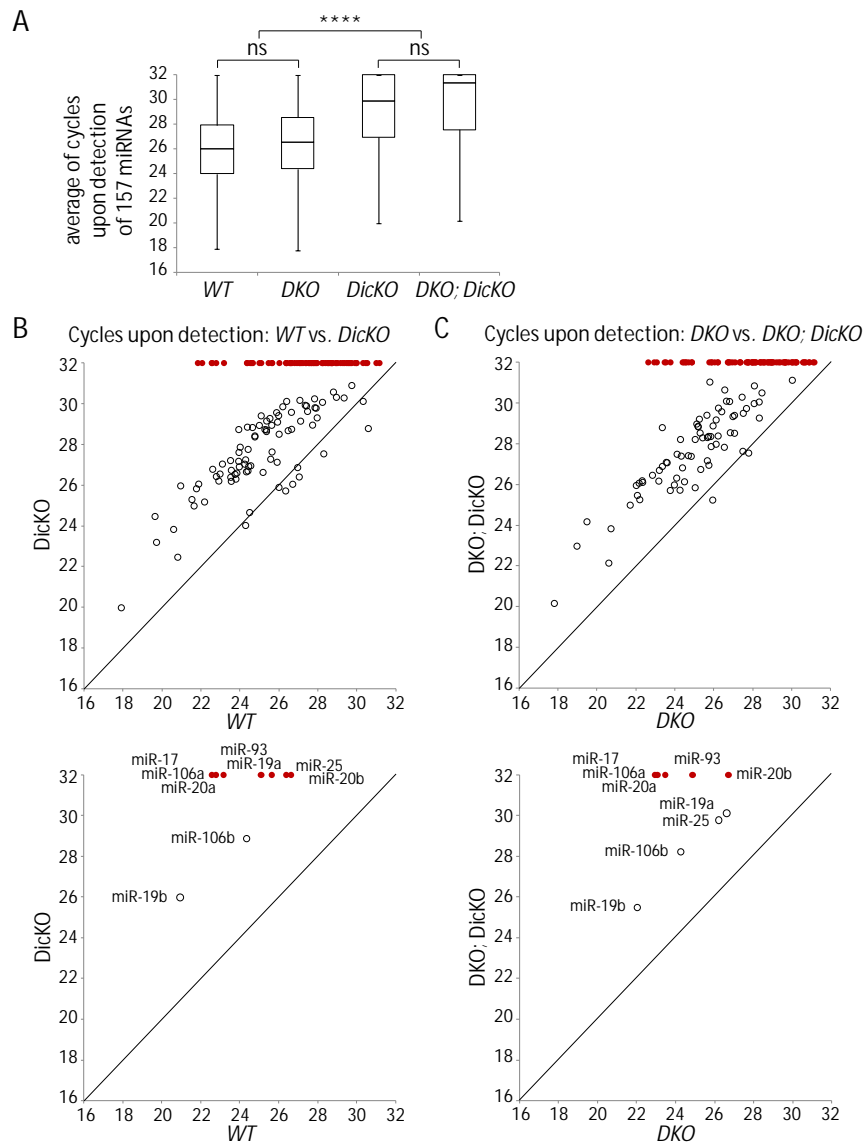 A
****
ns
ns
average of cycles
upon detection
of 157 miRNAs
32
30
28
26
24
22
20
18
16
WT
DKO
DicKO
DKO; DicKO
B
Cycles upon detection: WT vs. DicKO
DicKO
32
30
28
26
24
22
20
18
16
16
18
20
22
24
26
28
30
32
WT
C
Cycles upon detection: DKO vs. DKO; DicKO
DKO; DicKO
32
30
28
26
24
22
20
18
16
16
18
20
22
24
26
28
30
32
DKO
miR-17
miR-93
miR-106a
miR-19a
miR-25
miR-20a
miR-20b
miR-106b
miR-19b
DicKO
32
30
28
26
24
22
20
18
16
16
18
20
22
24
26
28
30
32
WT
miR-17
miR-93
miR-106a
miR-20b
miR-20a
miR-19a
miR-25
miR-106b
miR-19b
DKO; DicKO
32
30
28
26
24
22
20
18
16
16
18
20
22
24
26
28
30
32
DKO